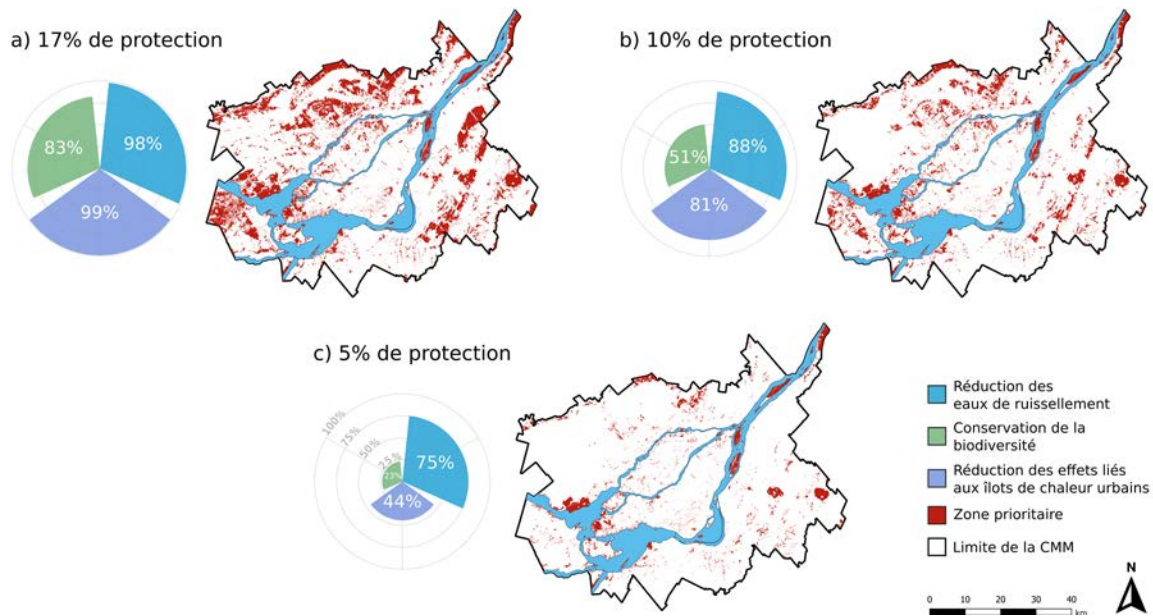 a) 17% de protection
83%
98%
99%
b) 10% de protection
51%
88%
81%
c) 5% de protection
100%
75%
50%
25%
23%
75%
44%
Réduction des
eaux de ruissellement
Conservation de la
biodiversité
Réduction des effets liés
aux îlots de chaleur urbains
Zone prioritaire
Limite de la CMM
N
0 10 20 30 40
km